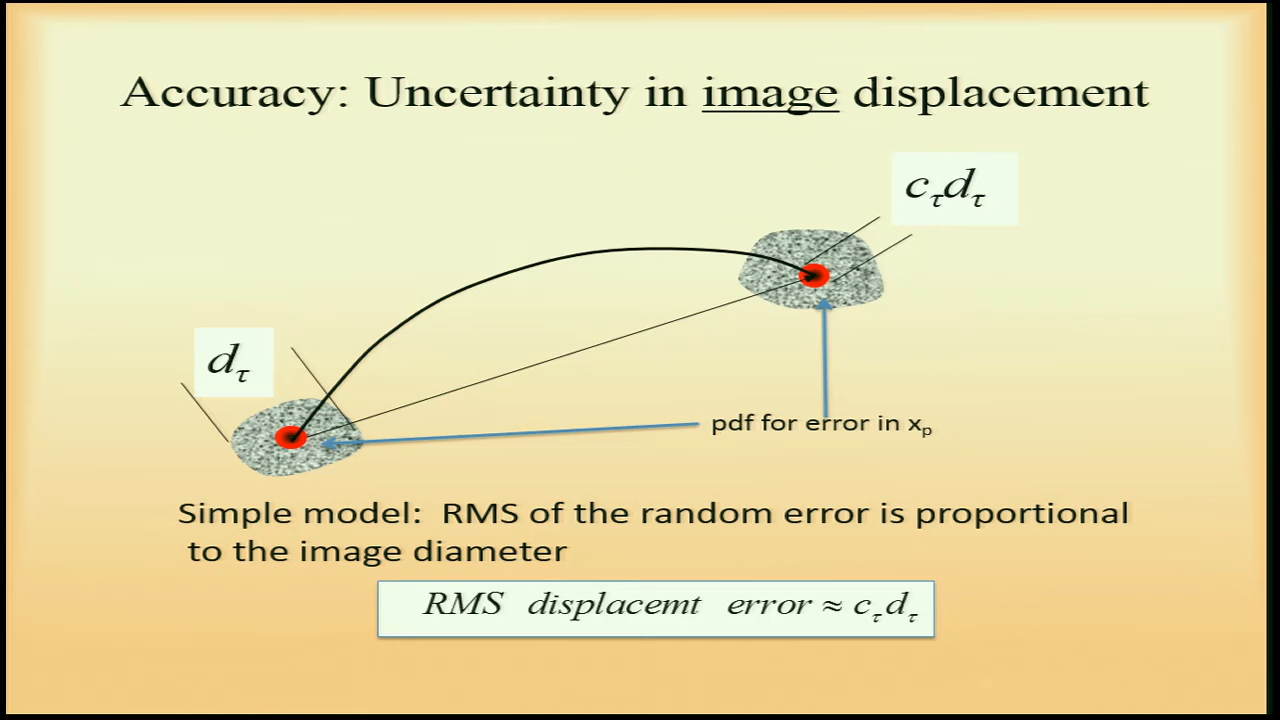 Accuracy: Uncertainty in image displacement
c_τ d_τ
d_τ
pdf for error in x_p
Simple model: RMS of the random error is proportional
to the image diameter
RMS displacemt error ≈ c_τ d_τ